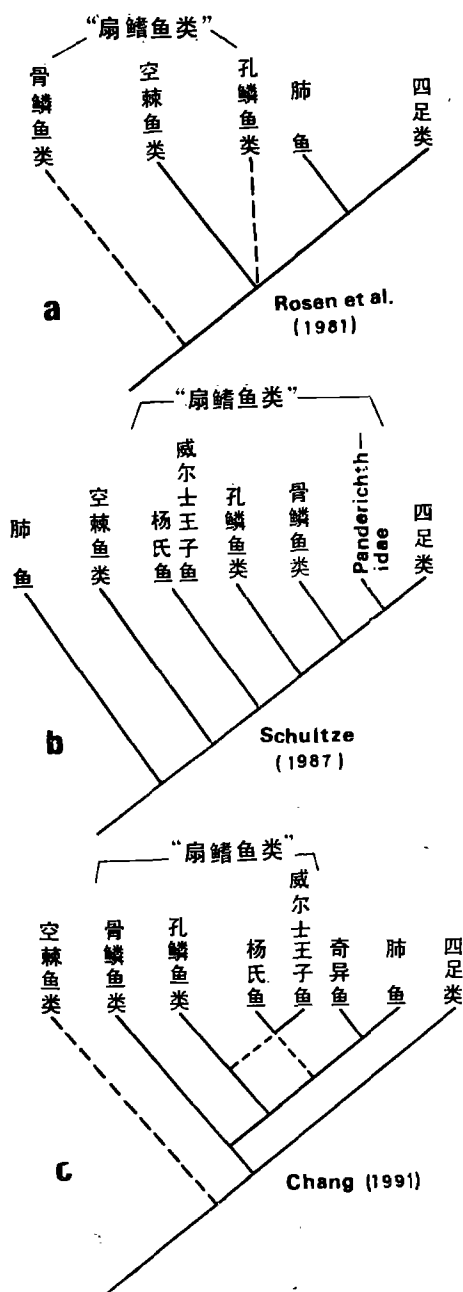 “扇鳍鱼类”
骨鳞鱼类
空棘鱼类
孔鳞鱼类
肺鱼
四足类
a
Rosen et al.
(1981)
“扇鳍鱼类”
肺鱼
空棘鱼类
杨氏鱼
威尔士王子鱼
孔鳞鱼类
骨鳞鱼类
Panderichth-
idae
四足类
b
Schultze
(1987)
“扇鳍鱼类”
空棘鱼类
骨鳞鱼类
孔鳞鱼类
杨氏鱼
威尔士王子鱼
奇异鱼
肺鱼
四足类
c
Chang (1991)